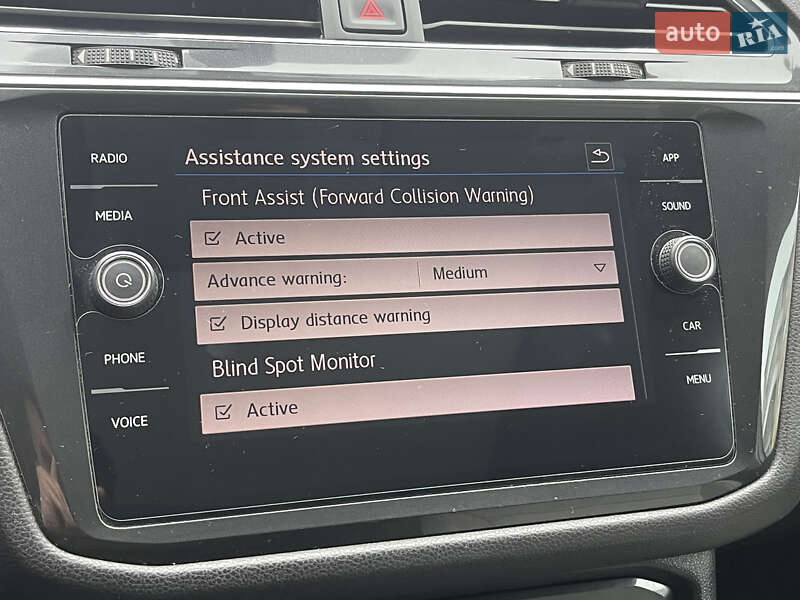 auto RIA.com
RADIO
MEDIA
PHONE
VOICE
Assistance system settings
Front Assist (Forward Collision Warning)
Active
Advance warning: Medium
Display distance warning
Blind Spot Monitor
Active
APP
SOUND
CAR
MENU